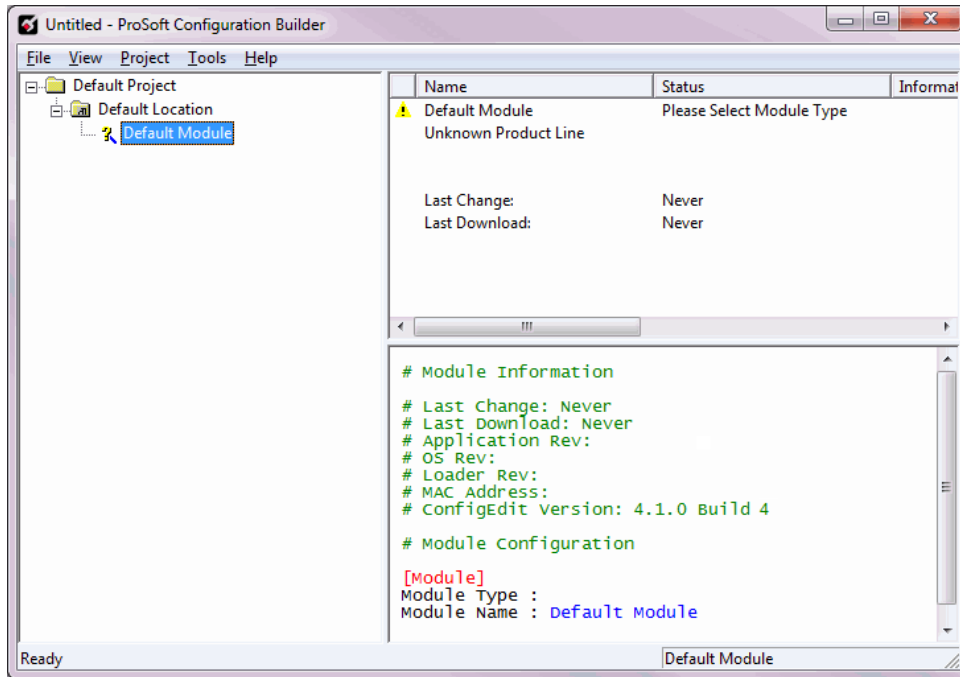 Untitled - ProSoft Configuration Builder
File View Project Tools Help
Default Project
Default Location
Default Module
Name Status Informat
Default Module Please Select Module Type
Unknown Product Line
Last Change: Never
Last Download: Never
# Module Information
# Last Change: Never
# Last Download: Never
# Application Rev:
# OS Rev:
# Loader Rev:
# MAC Address:
# ConfigEdit Version: 4.1.0 Build 4
# Module Configuration
[Module]
Module Type :
Module Name : Default Module
Ready Default Module